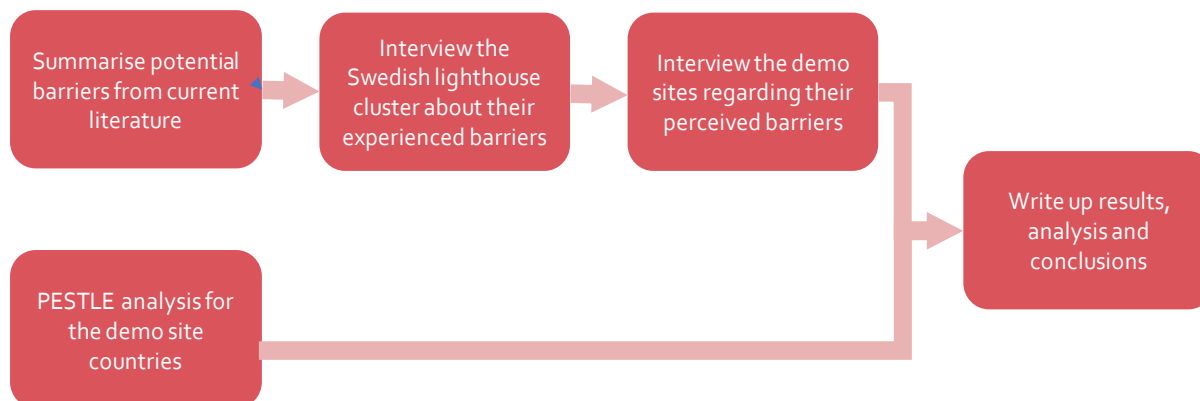 Summarise potential
barriers from current
literature
Interview the
Swedish lighthouse
cluster about their
experienced barriers
Interview the demo
sites regarding their
perceived barriers
Write up results,
analysis and
conclusions
PESTLE analysis for
the demo site
countries